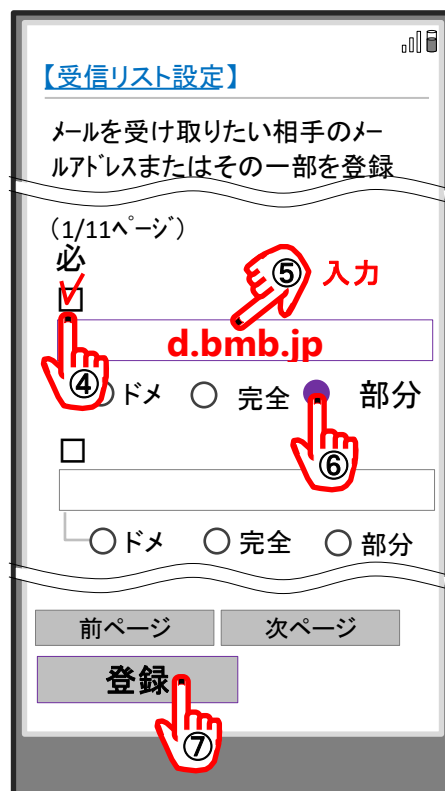 【受信リスト設定】
メールを受け取りたい相手のメー
ルアドレスまたはその一部を登録
(1/11ページ)
必
⑤ 入力
d.bmb.jp
④
ドメ 完全 部分
⑥
ドメ 完全 部分
前ページ 次ページ
登録
⑦